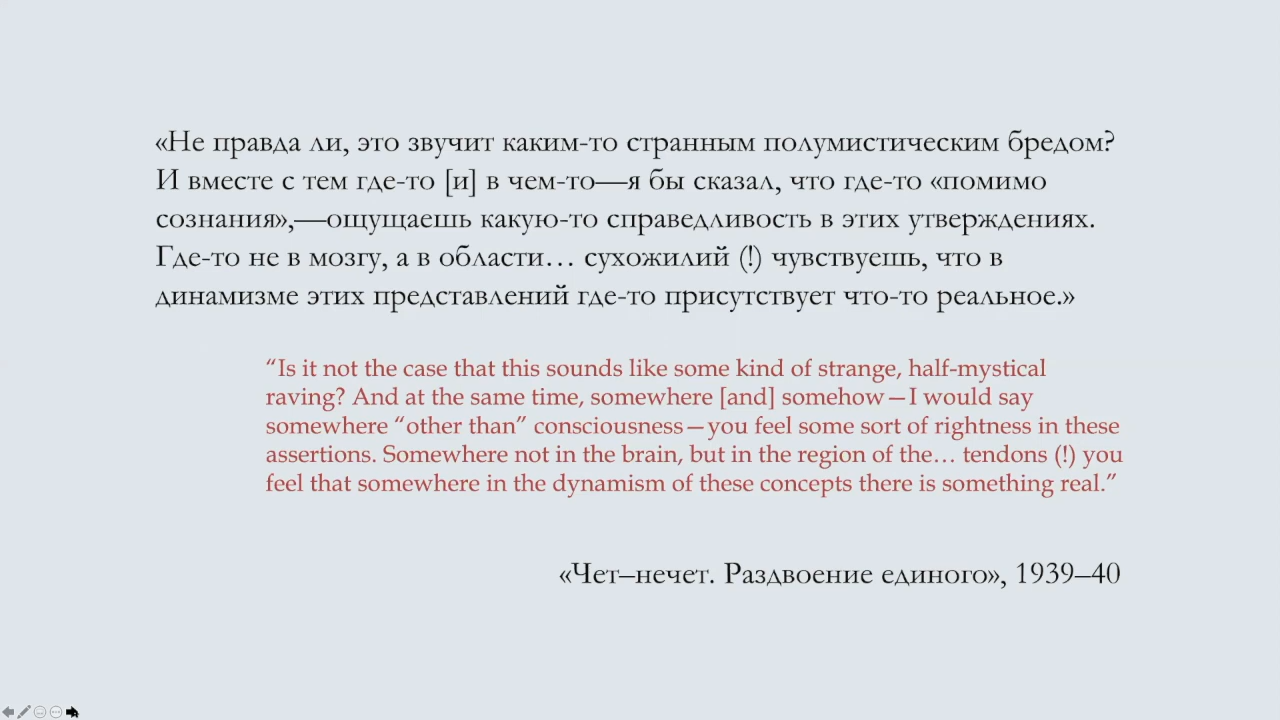 «Не правда ли, это звучит каким-то странным полумистическим бредом?
И вместе с тем где-то [и] в чем-то—я бы сказал, что где-то «помимо
сознания»,—ощущаешь какую-то справедливость в этих утверждениях.
Где-то не в мозгу, а в области… сухожилий (!) чувствуешь, что в
динамизме этих представлений где-то присутствует что-то реальное.»
“Is it not the case that this sounds like some kind of strange, half-mystical
raving? And at the same time, somewhere [and] somehow—I would say
somewhere “other than” consciousness—you feel some sort of rightness in these
assertions. Somewhere not in the brain, but in the region of the… tendons (!) you
feel that somewhere in the dynamism of these concepts there is something real.”
«Чет–нечет. Раздвоение единого», 1939–40